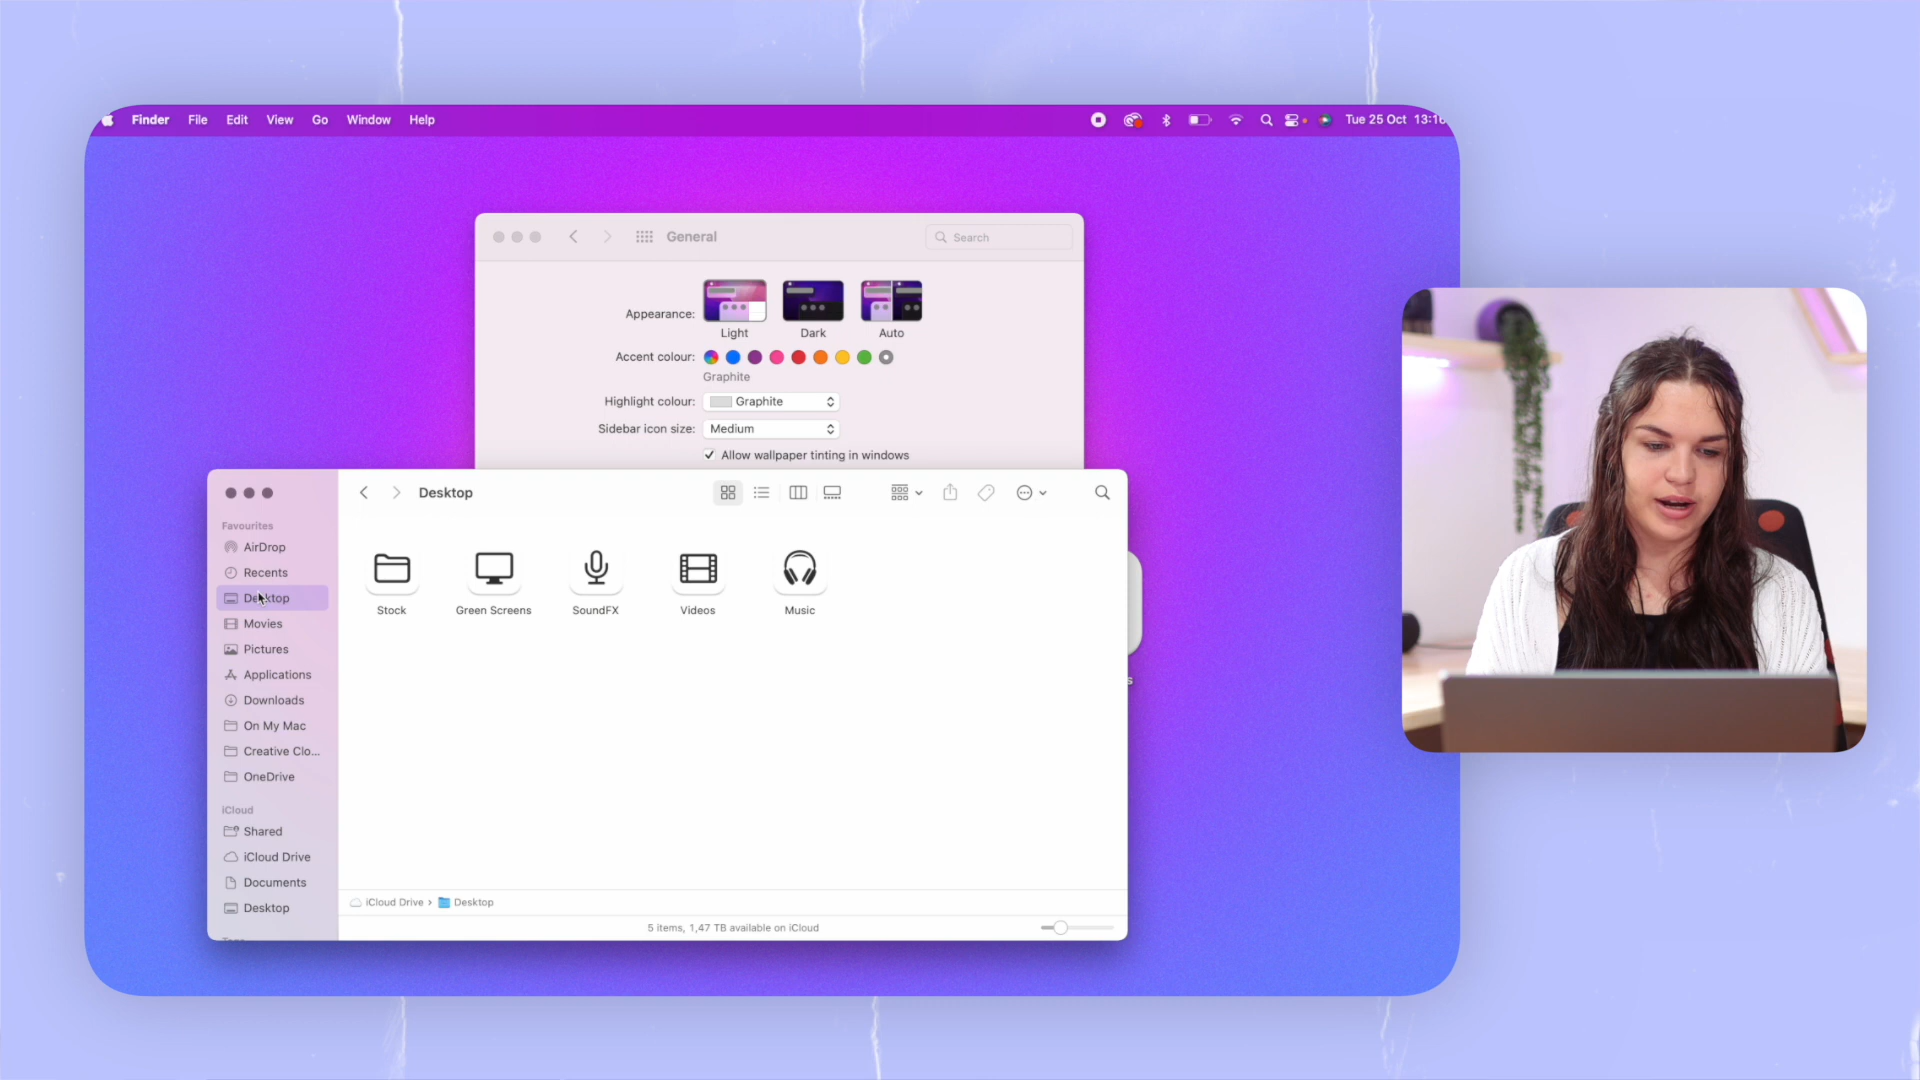 Finder File Edit View Go Window Help Tue 25 Oct 13:16
General Search
Appearance:
Light Dark Auto
Accent colour:
Graphite
Highlight colour: Graphite
Sidebar icon size: Medium
Allow wallpaper tinting in windows
Desktop
Favourites
AirDrop
Recents
Desktop
Movies
Pictures
Applications
Downloads
On My Mac
Creative Clo...
OneDrive
iCloud
Shared
iCloud Drive
Documents
Desktop
Stock Green Screens SoundFX Videos Music
s
iCloud Drive › Desktop
5 items, 1,47 TB available on iCloud